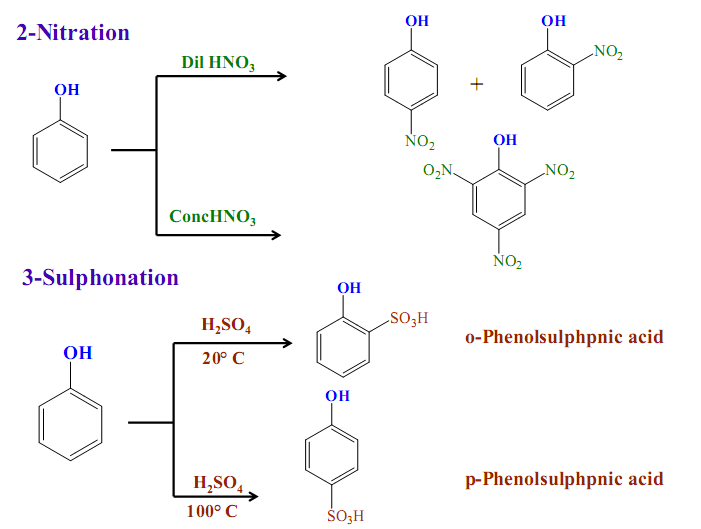 2-Nitration
OH
Dil HNO₃
OH
NO₂
+
OH
NO₂
ConcHNO₃
OH
O₂N
NO₂
NO₂
3-Sulphonation
OH
H₂SO₄
20° C
OH
SO₃H
o-Phenolsulphpnic acid
H₂SO₄
100° C
OH
SO₃H
p-Phenolsulphpnic acid